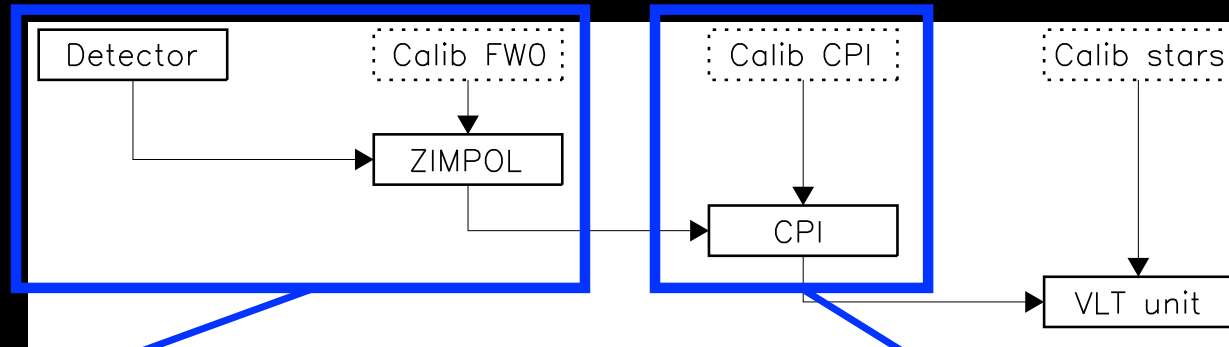 Detector
Calib FW0
Calib CPI
Calib stars
ZIMPOL
CPI
VLT unit